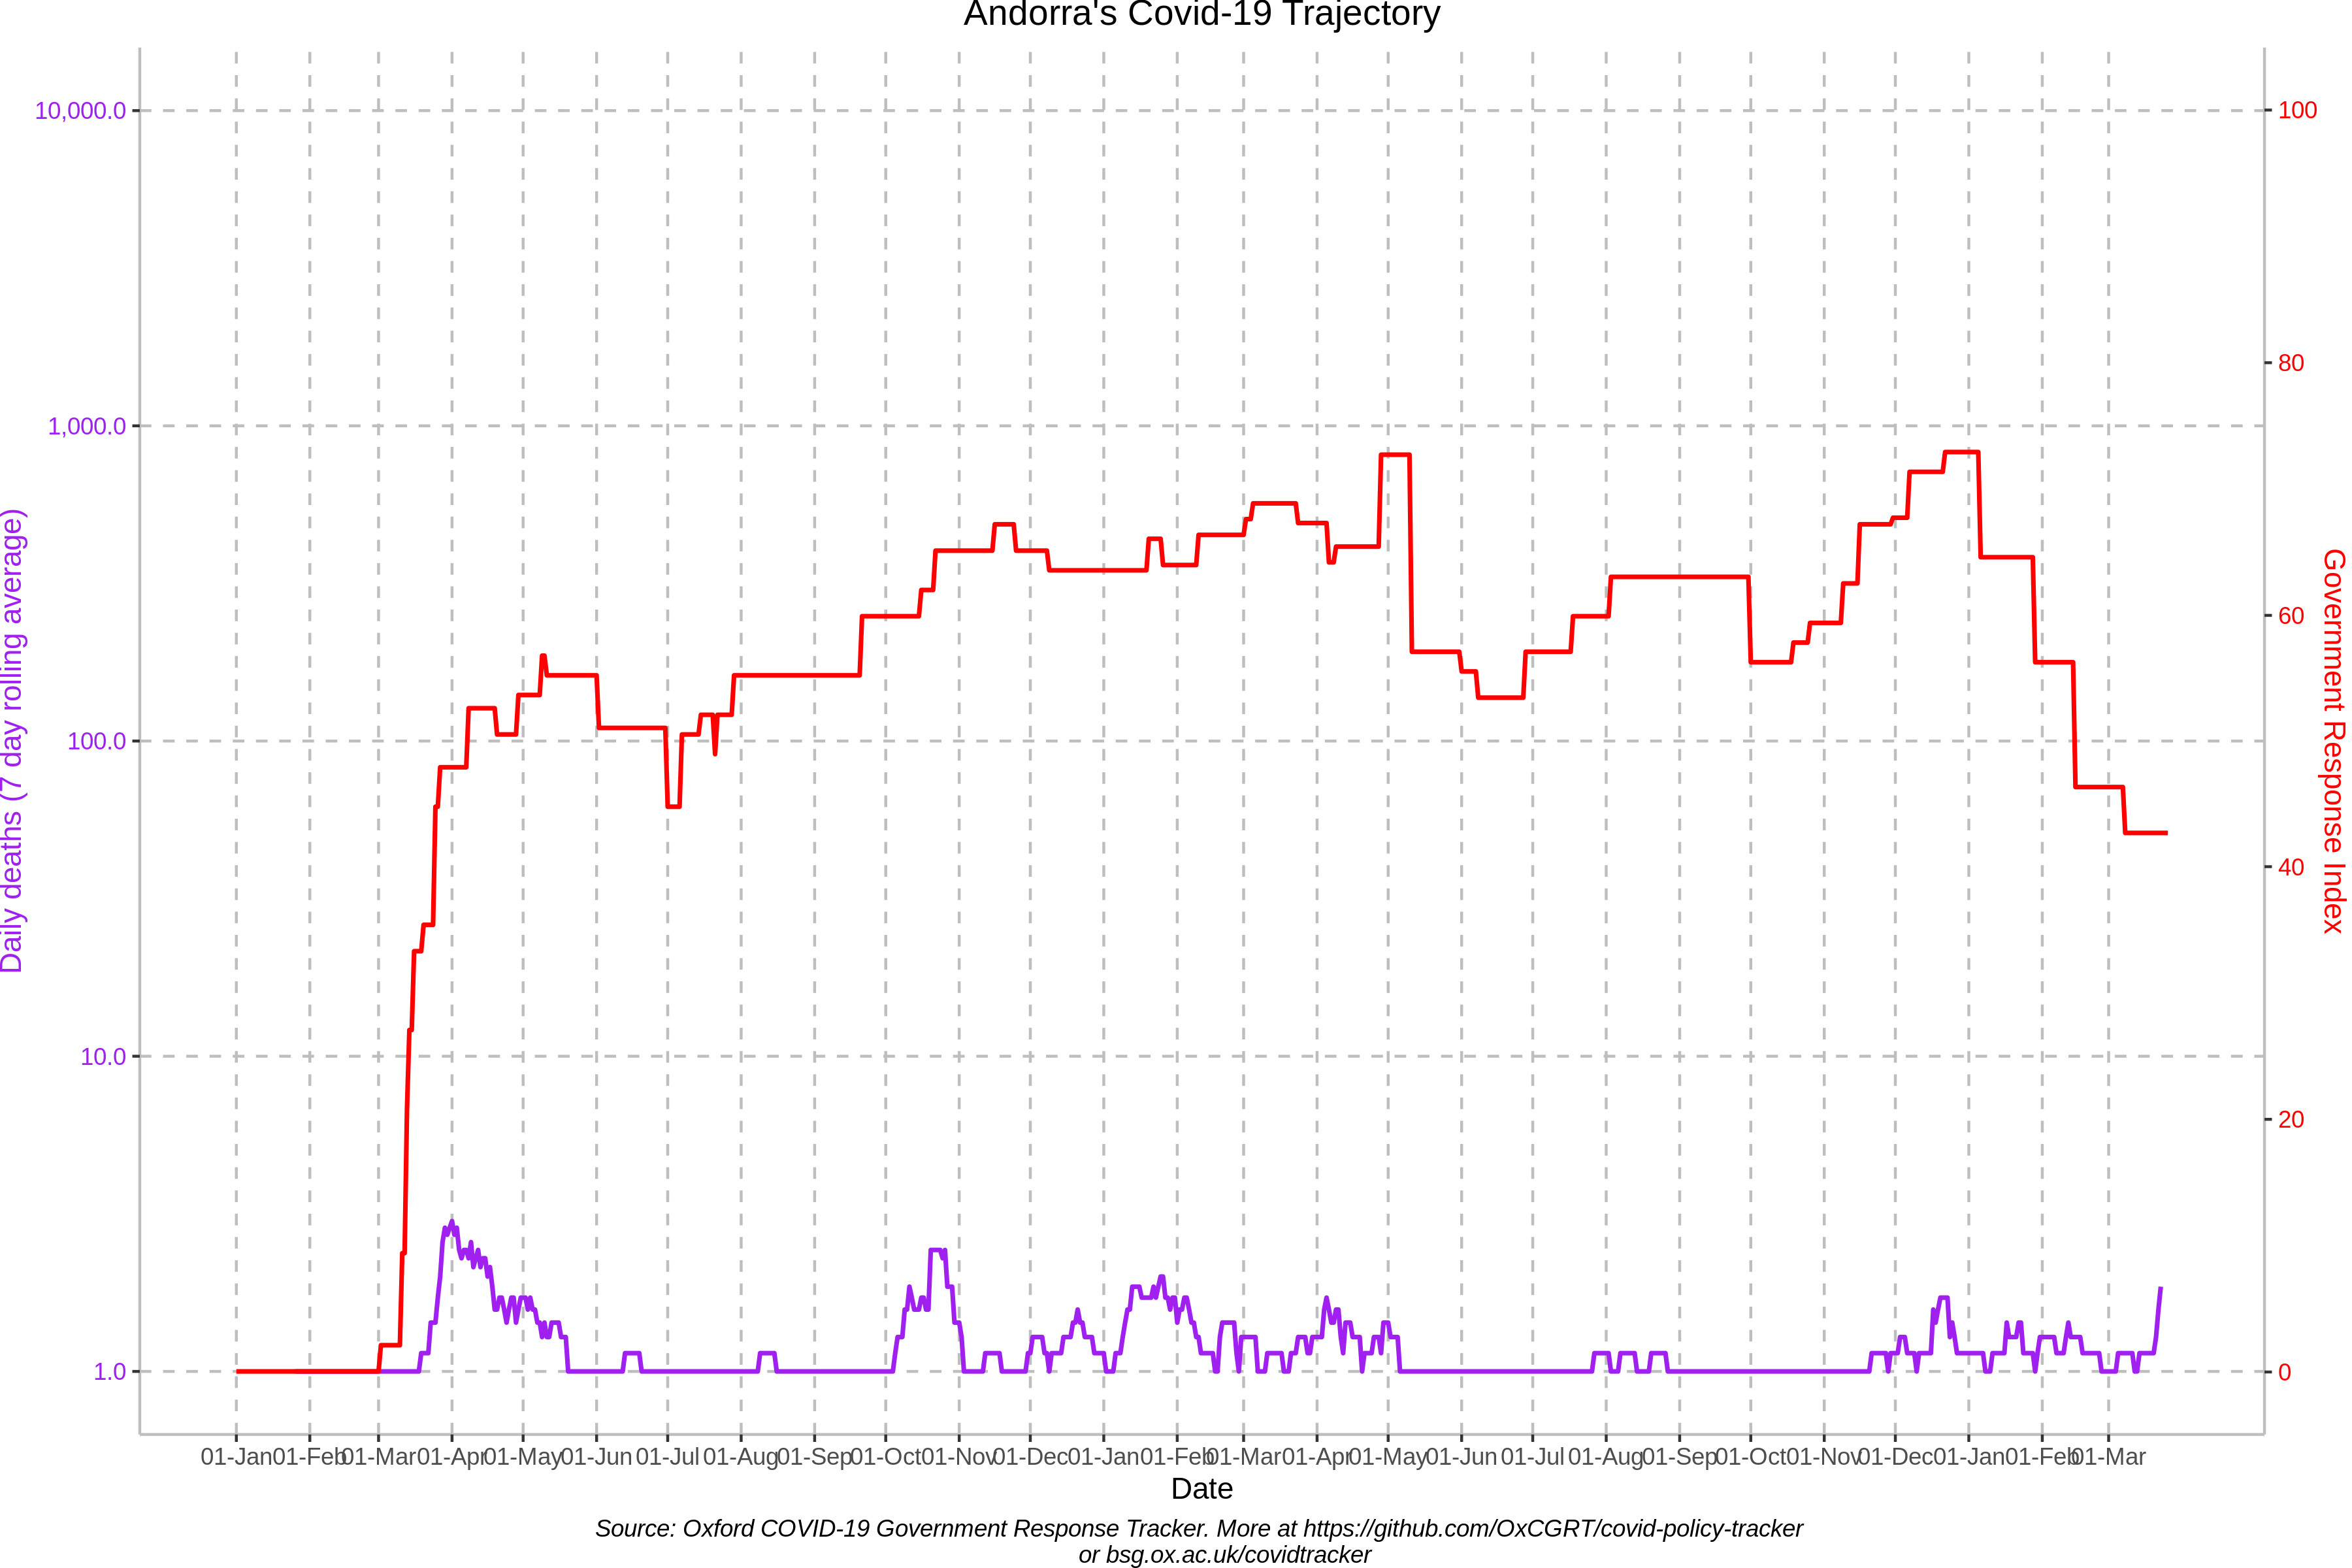 Andorra's Covid-19 Trajectory
10,000.0
1,000.0
100.0
10.0
1.0
Daily deaths (7 day rolling average)
100
80
60
40
20
0
Government Response Index
01-Jan 01-Feb 01-Mar 01-Apr 01-May 01-Jun 01-Jul 01-Aug 01-Sep 01-Oct 01-Nov 01-Dec 01-Jan 01-Feb 01-Mar 01-Apr 01-May 01-Jun 01-Jul 01-Aug 01-Sep 01-Oct 01-Nov 01-Dec 01-Jan 01-Feb 01-Mar
Date
Source: Oxford COVID-19 Government Response Tracker. More at https://github.com/OxCGRT/covid-policy-tracker
or bsg.ox.ac.uk/covidtracker